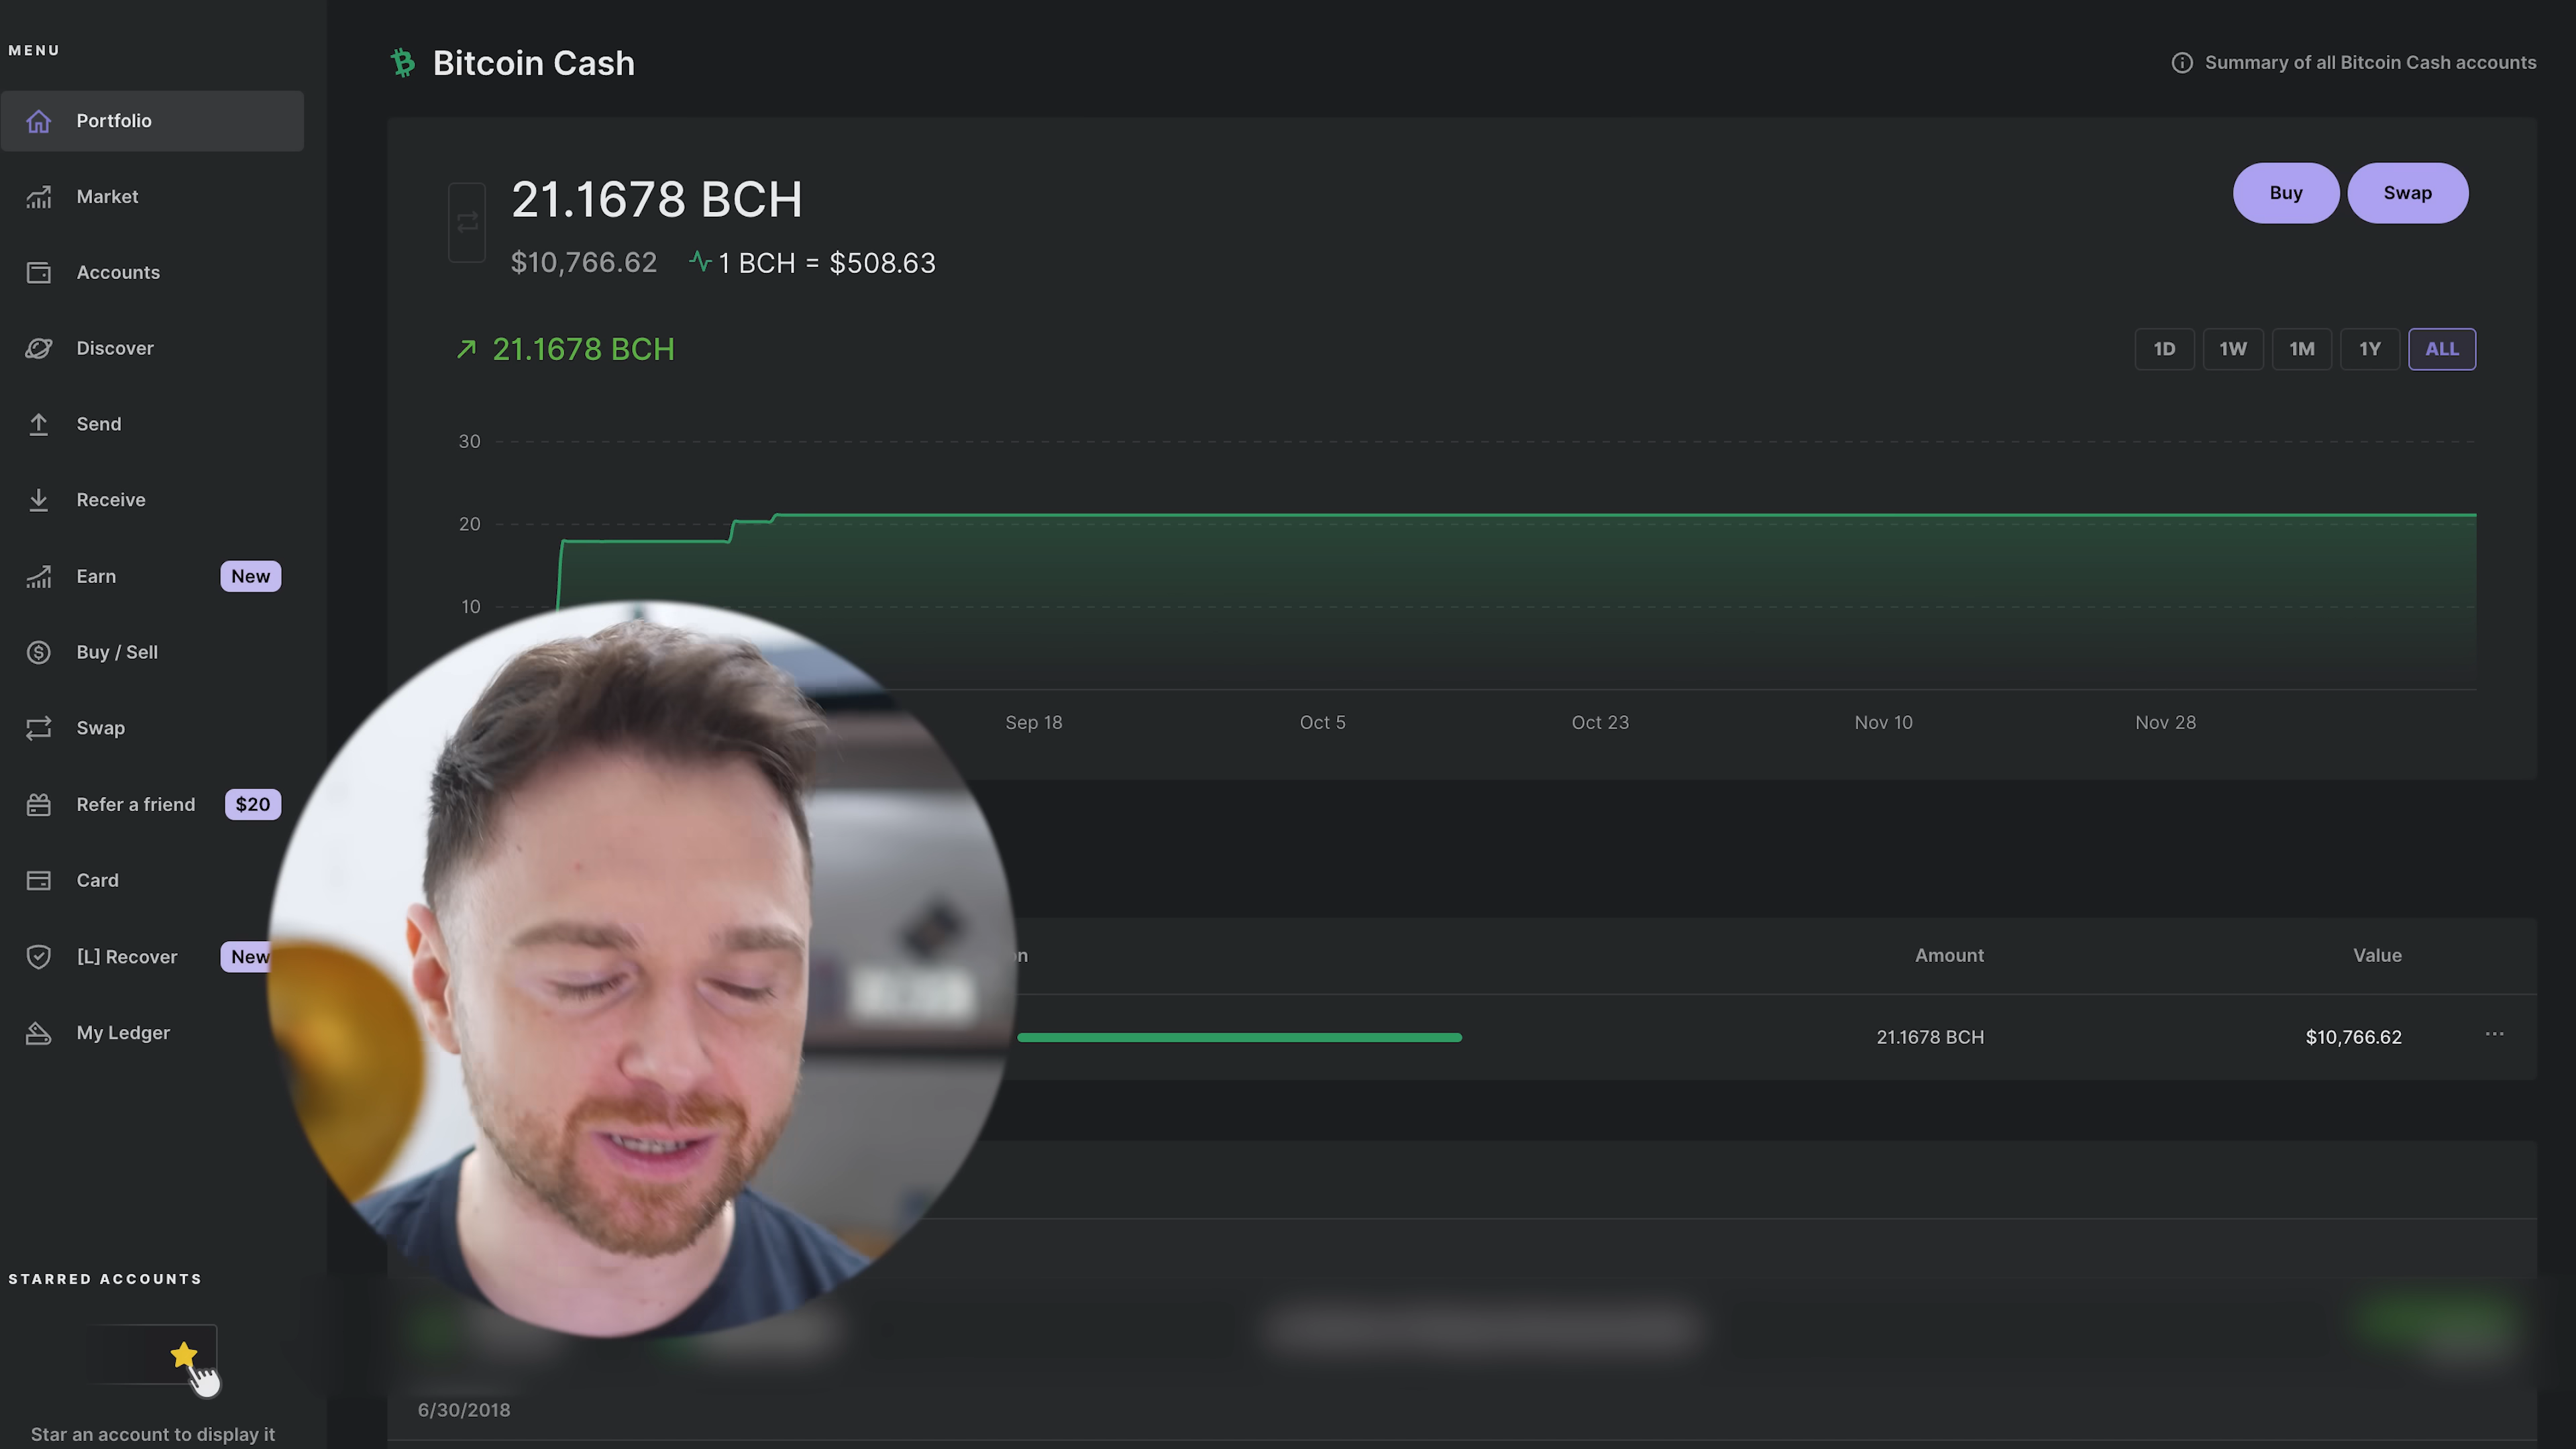 MENU
Portfolio
Market
Accounts
Discover
Send
Receive
Earn New
Buy / Sell
Swap
Refer a friend $20
Card
[L] Recover New
My Ledger
STARRED ACCOUNTS
Star an account to display it
Bitcoin Cash
Summary of all Bitcoin Cash accounts
21.1678 BCH
$10,766.62 1 BCH = $508.63
Buy Swap
21.1678 BCH
1D 1W 1M 1Y ALL
30
20
10
Sep 18 Oct 5 Oct 23 Nov 10 Nov 28
Amount Value
21.1678 BCH $10,766.62
6/30/2018